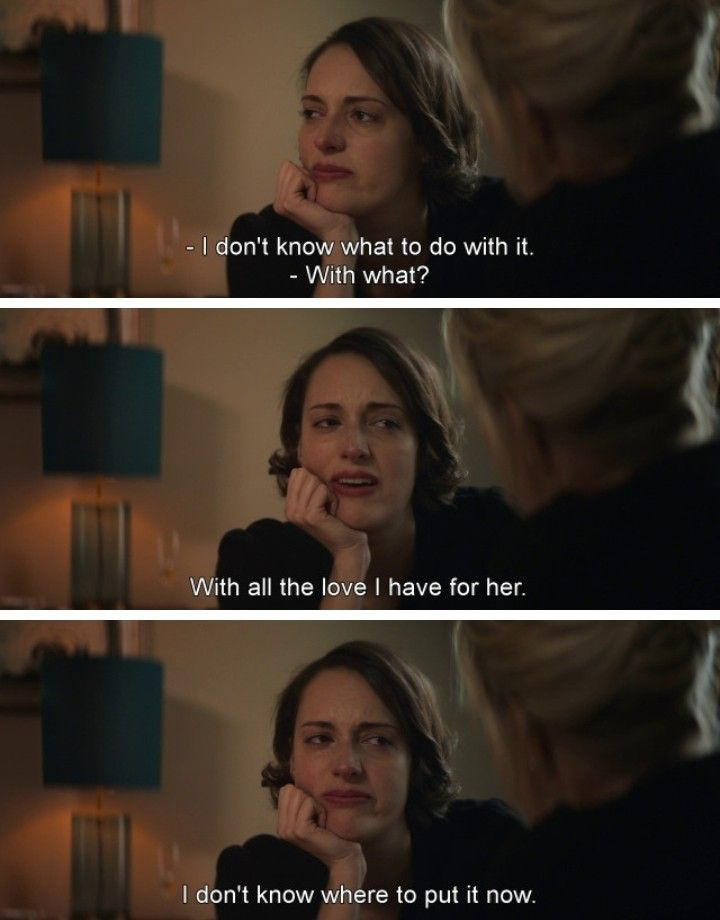 - I don't know what to do with it.
- With what?
With all the love I have for her.
I don't know where to put it now.